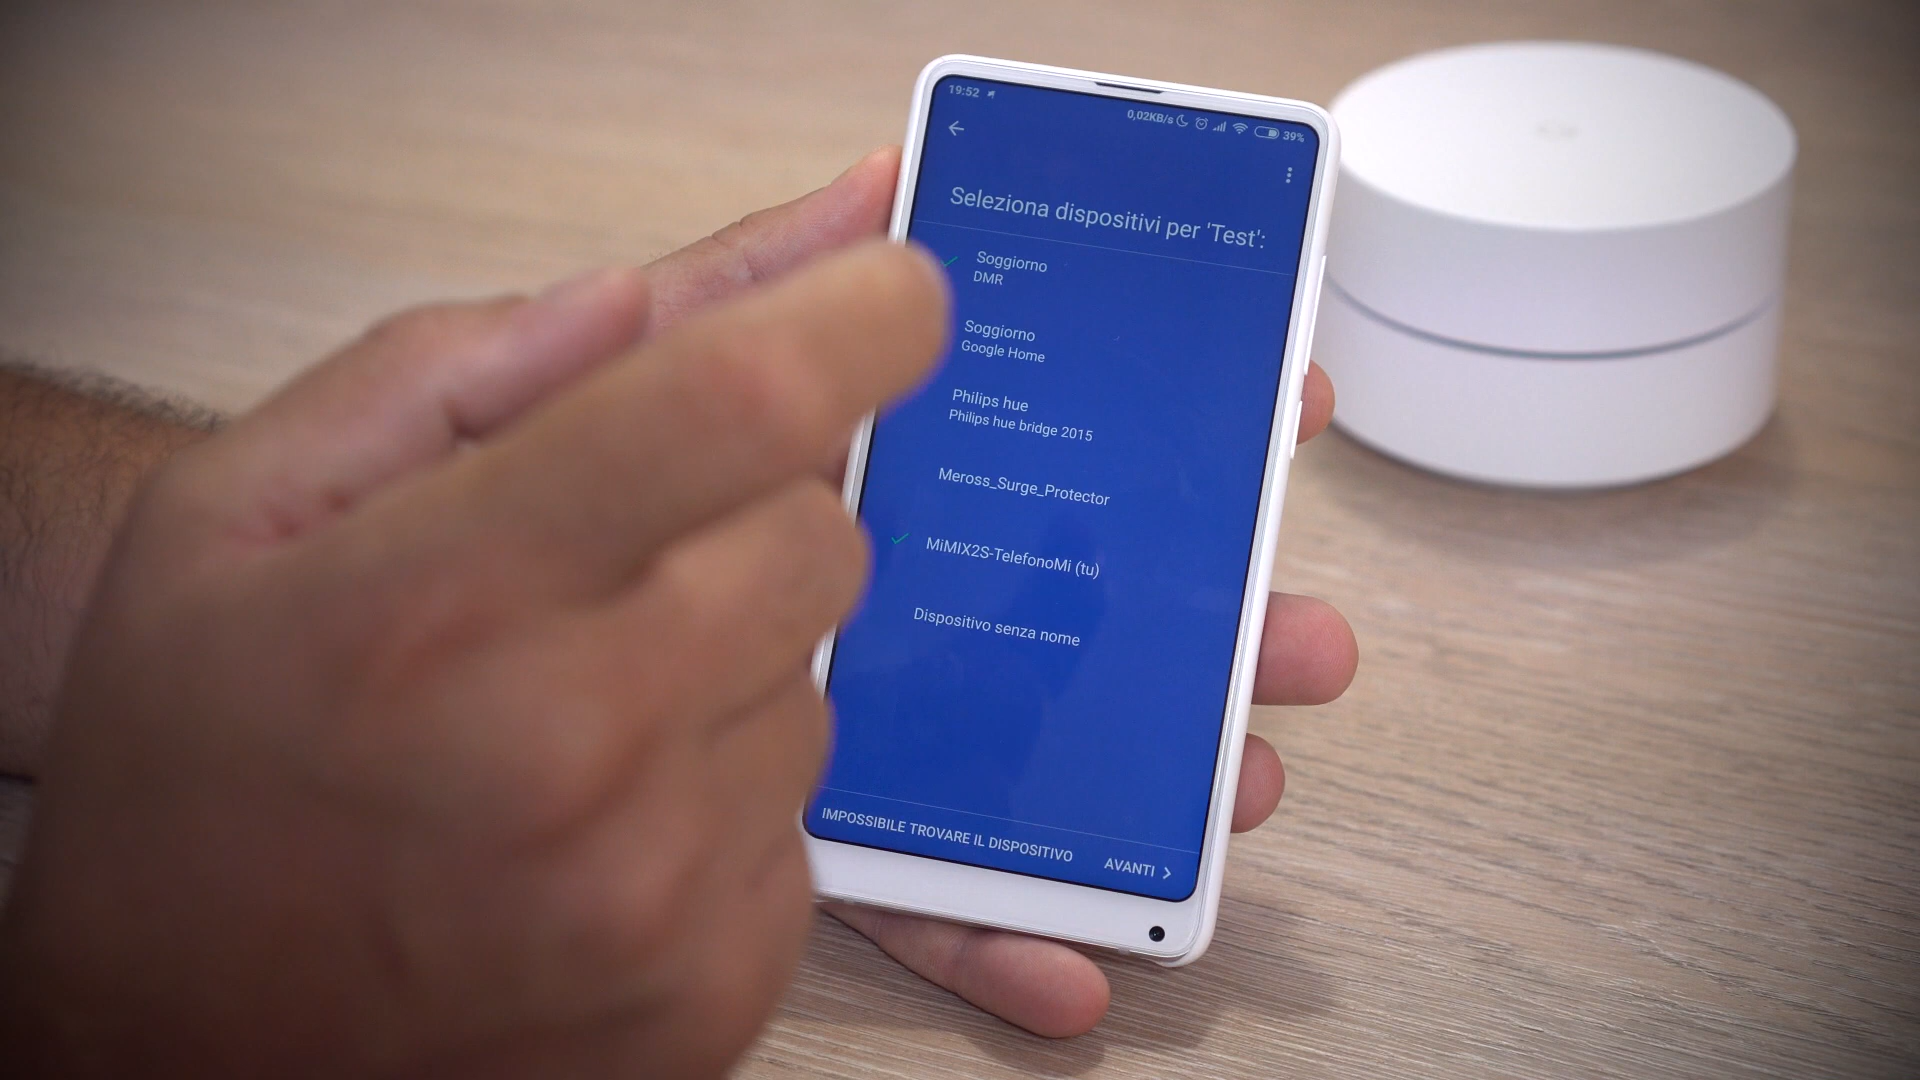 19:52
0,02KB/s
39%
Seleziona dispositivi per 'Test':
Soggiorno
DMR
Soggiorno
Google Home
Philips hue
Philips hue bridge 2015
Meross_Surge_Protector
MiMIX2S-TelefonoMi (tu)
Dispositivo senza nome
IMPOSSIBILE TROVARE IL DISPOSITIVO
AVANTI